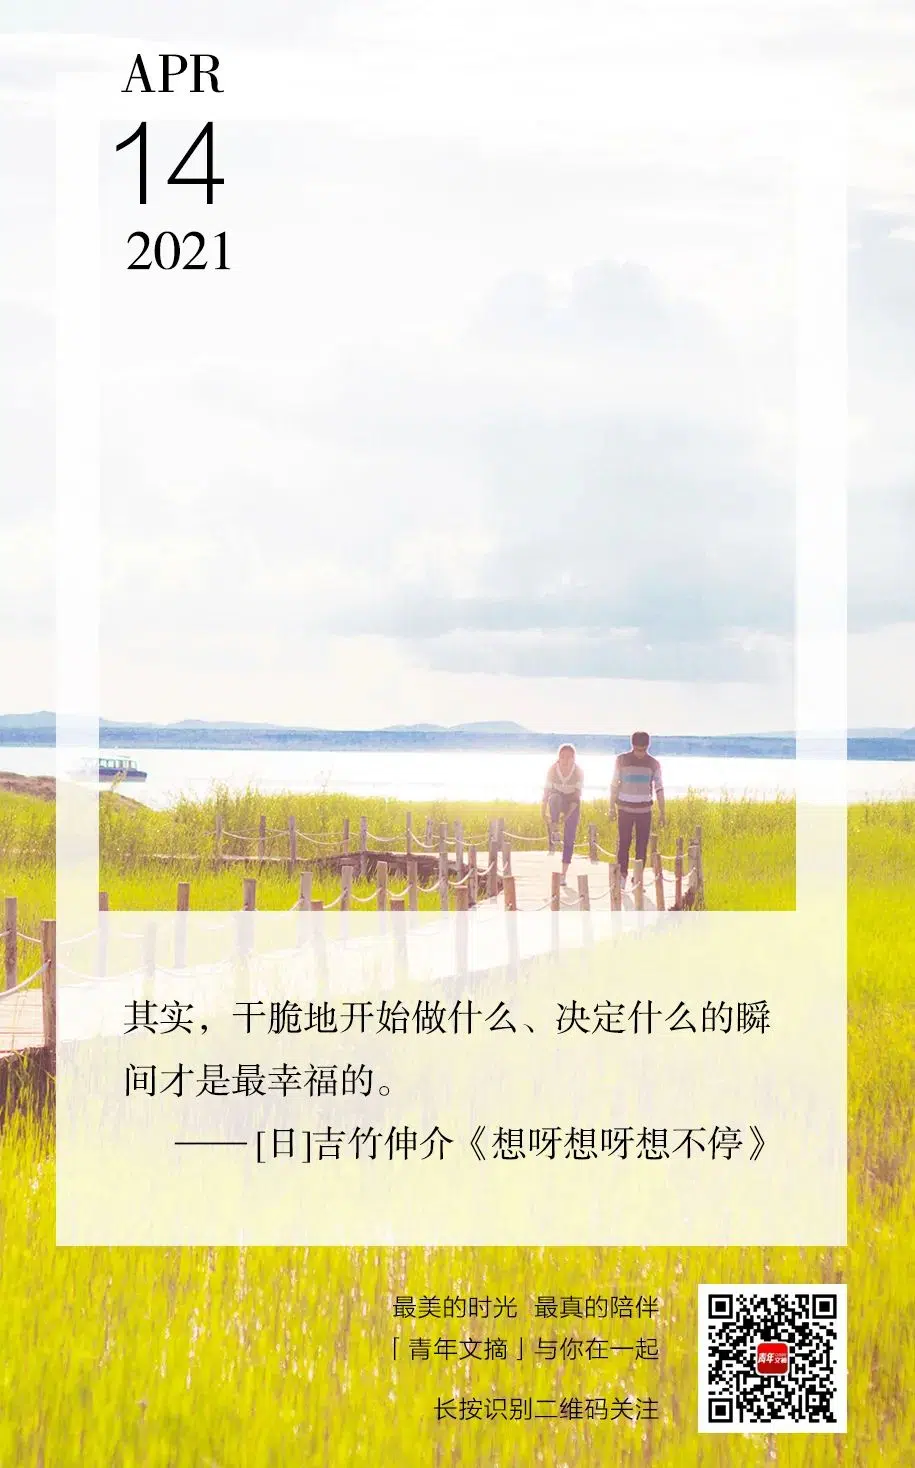 APR
14
2021
其实，干脆地开始做什么、决定什么的瞬
间才是最幸福的。
——[日]吉竹伸介《想呀想呀想不停》
最美的时光 最真的陪伴
「青年文摘」与你在一起
长按识别二维码关注
青年文摘